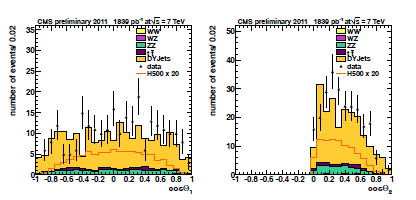 CMS preliminary 2011 1839 pb⁻¹ at √s = 7 TeV
number of events/ 0.02
35
30
25
20
15
10
5
0
WW
WZ
ZZ
t t̅
DYJets
data
H500 x 20
-1 -0.8 -0.6 -0.4 -0.2 0 0.2 0.4 0.6 0.8 1
cosΘ₁
CMS preliminary 2011 1839 pb⁻¹ at √s = 7 TeV
number of events/ 0.02
50
40
30
20
10
0
WW
WZ
ZZ
t t̅
DYJets
data
H500 x 20
-1 -0.8 -0.6 -0.4 -0.2 0 0.2 0.4 0.6 0.8 1
cosΘ₂